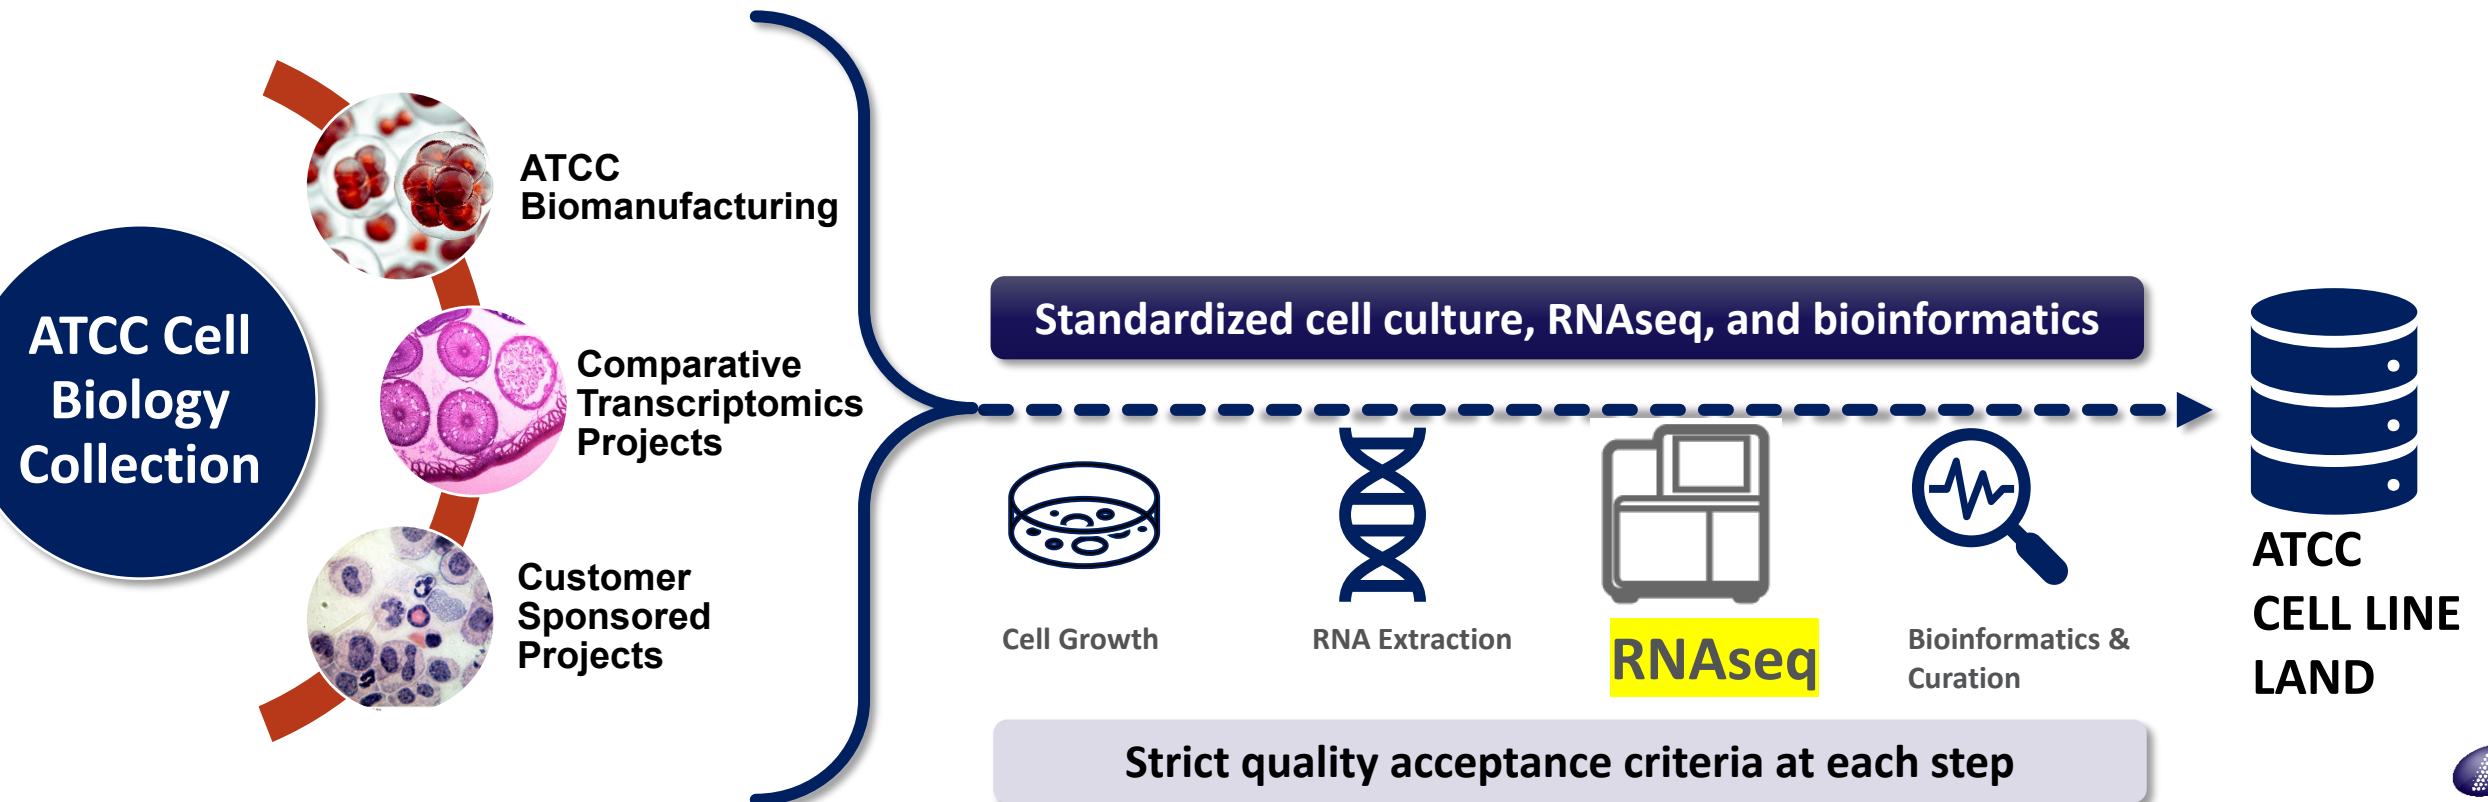 ATCC Cell
Biology
Collection
ATCC
Biomanufacturing
Comparative
Transcriptomics
Projects
Customer
Sponsored
Projects
Standardized cell culture, RNAseq, and bioinformatics
Cell Growth
RNA Extraction
RNAseq
Bioinformatics &
Curation
Strict quality acceptance criteria at each step
ATCC
CELL LINE
LAND